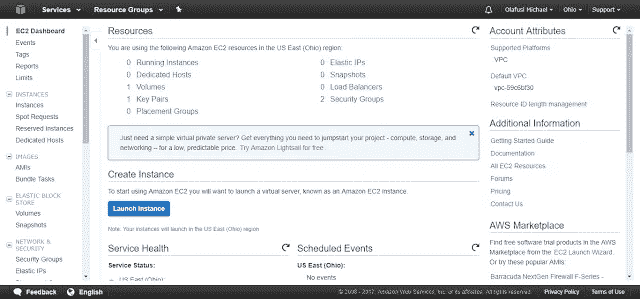 Services
Resource Groups
Olafusi Michael
Ohio
Support
EC2 Dashboard
Events
Tags
Reports
Limits
INSTANCES
Instances
Spot Requests
Reserved Instances
Dedicated Hosts
IMAGES
AMIs
Bundle Tasks
ELASTIC BLOCK
STORE
Volumes
Snapshots
NETWORK &
SECURITY
Security Groups
Elastic IPs
Resources
You are using the following Amazon EC2 resources in the US East (Ohio) region:
0 Running Instances
0 Elastic IPs
0 Dedicated Hosts
0 Snapshots
1 Volumes
0 Load Balancers
1 Key Pairs
2 Security Groups
0 Placement Groups
Just need a simple virtual private server? Get everything you need to jumpstart your project - compute, storage, and
networking – for a low, predictable price. Try Amazon Lightsail for free.
Create Instance
To start using Amazon EC2 you will want to launch a virtual server, known as an Amazon EC2 instance.
Launch Instance
Note: Your instances will launch in the US East (Ohio) region
Service Health
Service Status:
US East (Ohio):
Scheduled Events
US East (Ohio):
No events
Account Attributes
Supported Platforms
VPC
Default VPC
Resource ID length management
Additional Information
Getting Started Guide
Documentation
All EC2 Resources
Forums
Pricing
Contact Us
AWS Marketplace
Find free software trial products in the AWS
Marketplace from the EC2 Launch Wizard.
Or try these popular AMIs:
Barracuda NextGen Firewall F-Series -
Feedback
English
© 2008 - 2017, Amazon Web Services, Inc. or its affiliates. All rights reserved.
Privacy Policy
Terms of Use